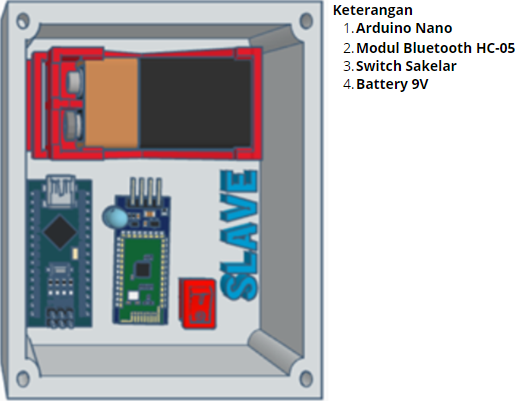 Keterangan
1. Arduino Nano
2. Modul Bluetooth HC-05
3. Switch Sakelar
4. Battery 9V
SLAVE